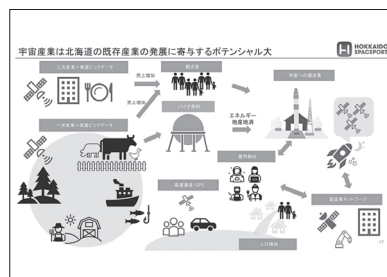 宇宙産業は北海道の既存産業の発展に寄与するポテンシャル大
HOKKAIDO
SPACEPORT
三次産業×衛星ビッグデータ
売上増加
観光客
宇宙への輸送業
売上増加
バイオ燃料
エネルギー
地産地消
一次産業×衛星ビッグデータ
雇用創出
高速通信・GPS
製造業ネットワーク
人口増加